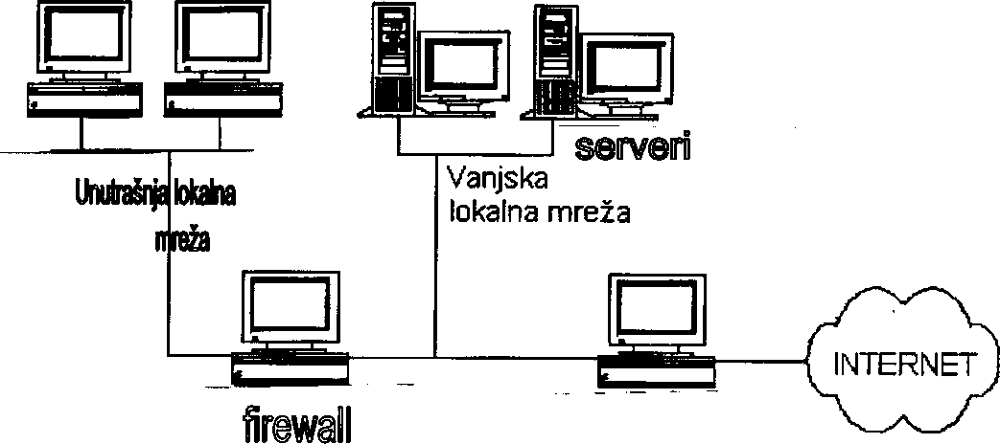 serveri
Unutrašnja lokalna
mreža
Vanjska
lokalna mreža
INTERNET
firewall